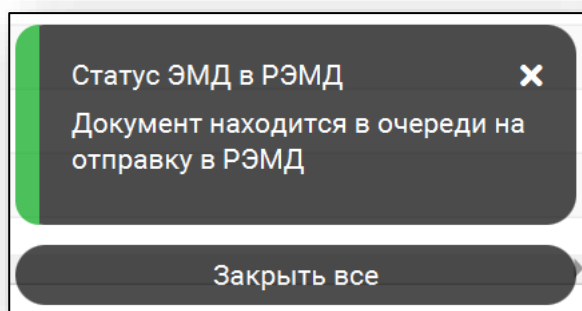 Статус ЭМД в РЭМД
Документ находится в очереди на
отправку в РЭМД
Закрыть все